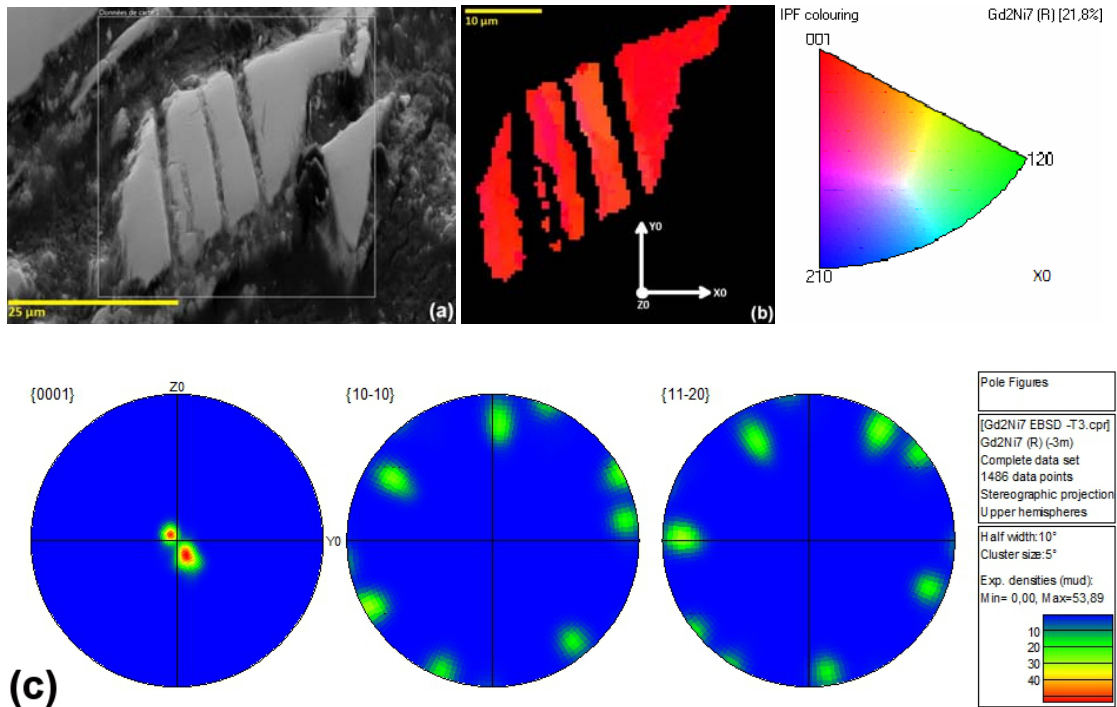 Données de carte 1
25 µm
(a)
10 µm
Y0
Z0
X0
(b)
IPF colouring
Gd2Ni7 (R) [21,8%]
001
120
210
X0
{0001}
Z0
Y0
{10-10}
{11-20}
Pole Figures
[Gd2Ni7 EBSD -T3.cpr]
Gd2Ni7 (R) (-3m)
Complete data set
1486 data points
Stereographic projection
Upper hemispheres
Half width:10°
Cluster size:5°
Exp. densities (mud):
Min= 0,00, Max=53,89
10
20
30
40
(c)